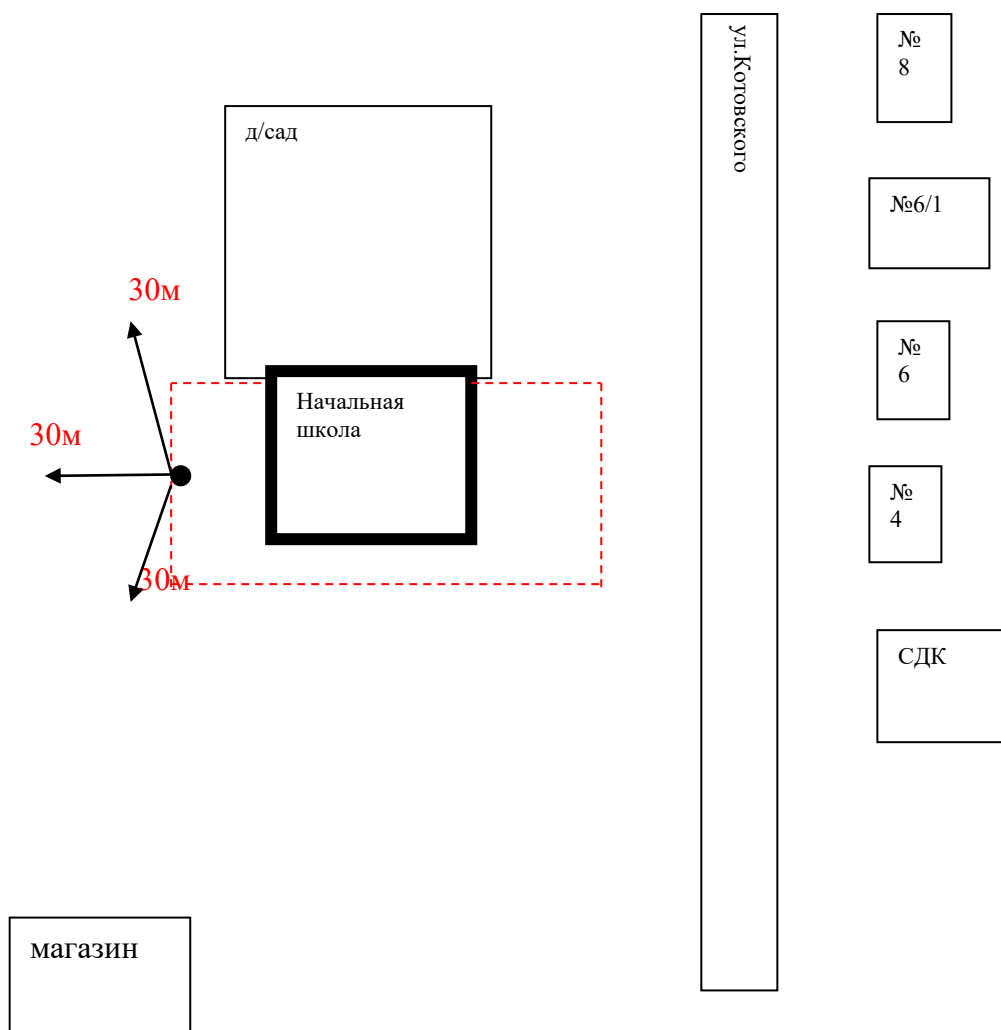 ул.Котовского
№
8
д/сад
№6/1
30м
№
6
Начальная
школа
30м
№
4
30м
СДК
магазин